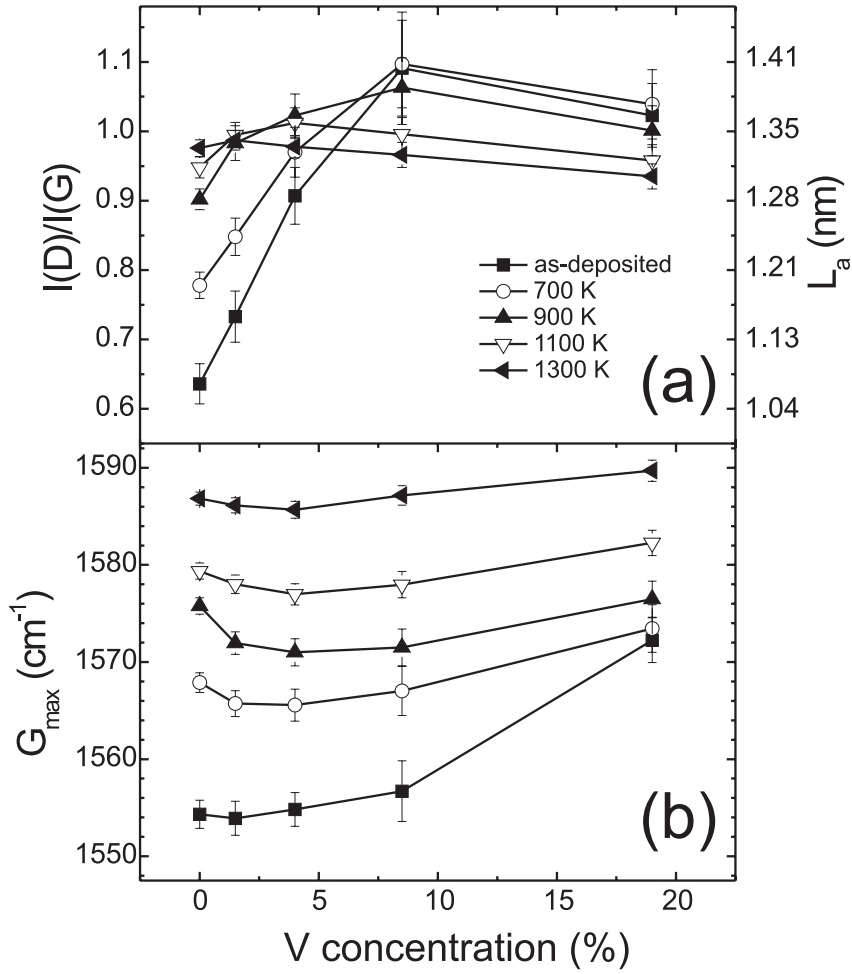 1.1
1.0
0.9
0.8
0.7
0.6
I(D)/I(G)
1.41
1.35
1.28
1.21
1.13
1.04
L_a (nm)
as-deposited
700 K
900 K
1100 K
1300 K
(a)
1590
1580
1570
1560
1550
G_max (cm⁻¹)
(b)
0 5 10 15 20
V concentration (%)